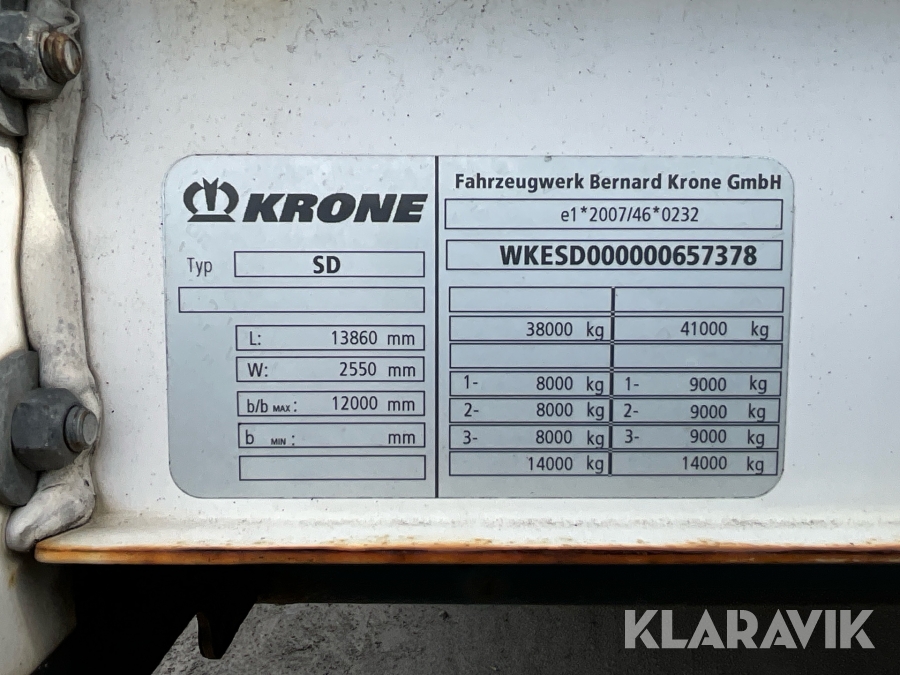 KRONE
Typ SD
L: 13860 mm
W: 2550 mm
b/b MAX : 12000 mm
b MIN : mm
Fahrzeugwerk Bernard Krone GmbH
e1*2007/46*0232
WKESD000000657378
38000 kg 41000 kg
1- 8000 kg 1- 9000 kg
2- 8000 kg 2- 9000 kg
3- 8000 kg 3- 9000 kg
14000 kg 14000 kg
KLARAVIK